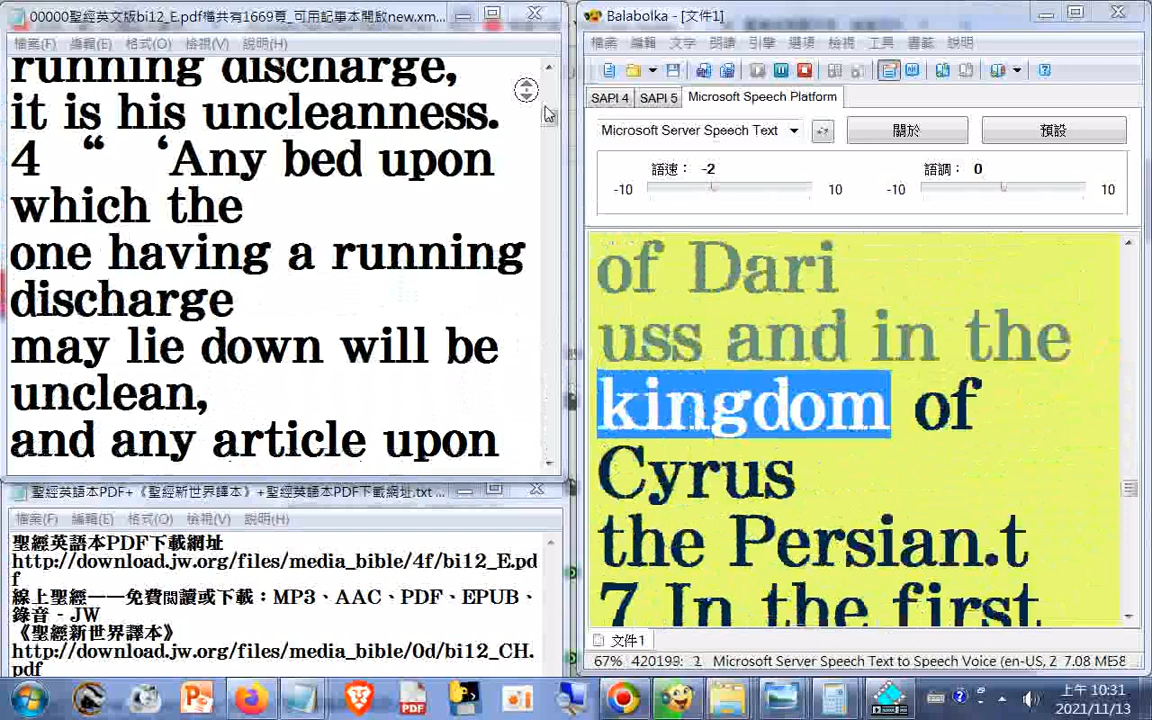 00000聖經英文版bi12_E.pdf檔共有1669頁_可用記事本開啟new.xm...
檔案(F) 編輯(E) 格式(O) 檢視(V) 說明(H)
running discharge,
it is his uncleanness.
4 “ ‘Any bed upon
which the
one having a running
discharge
may lie down will be
unclean,
and any article upon
聖經英語本PDF+《聖經新世界譯本》+聖經英語本PDF下載網址.txt ...
檔案(F) 編輯(E) 格式(O) 檢視(V) 說明(H)
聖經英語本PDF下載網址
http://download.jw.org/files/media_bible/4f/bi12_E.pd
f
線上聖經——免費閱讀或下載：MP3、AAC、PDF、EPUB、
錄音 - JW
《聖經新世界譯本》
http://download.jw.org/files/media_bible/0d/bi12_CH.
pdf
Balabolka - [文件1]
檔案 編輯 文字 朗讀 引擎 選項 檢視 工具 書籤 說明
SAPI 4 SAPI 5 Microsoft Speech Platform
Microsoft Server Speech Text 關於 預設
語速： -2 語調： 0
-10 10 -10 10
of Dari
uss and in the
kingdom of
Cyrus
the Persian.t
7 In the first
文件1
67% 420199: 2 Microsoft Server Speech Text to Speech Voice (en-US, Z 7.08 ME58
上午 10:31
2021/11/13